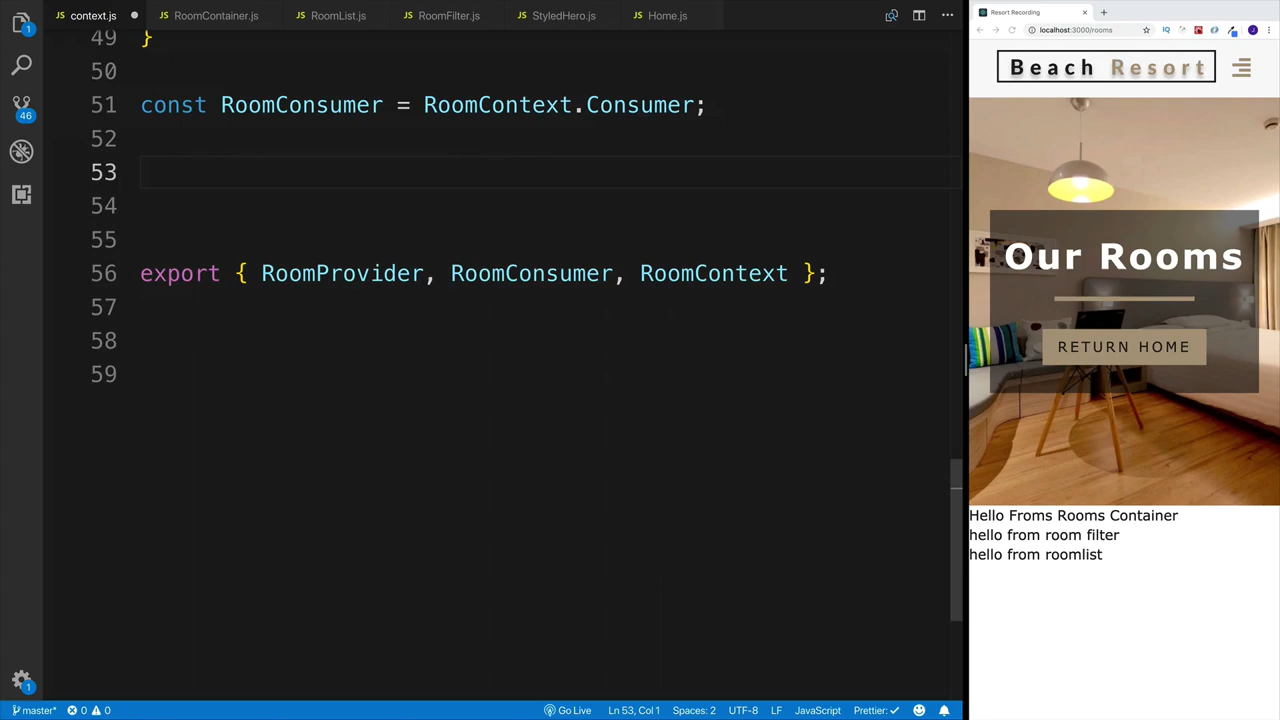 context.js
RoomContainer.js
RoomList.js
RoomFilter.js
StyledHero.js
Home.js
49 }
50
51 const RoomConsumer = RoomContext.Consumer;
52
53
54
55
56 export { RoomProvider, RoomConsumer, RoomContext };
57
58
59
1
46
1
master*
0
0
Go Live
Ln 53, Col 1
Spaces: 2
UTF-8
LF
JavaScript
Prettier: ✓
Resort Recording
localhost:3000/rooms
Beach Resort
Our Rooms
RETURN HOME
Hello Froms Rooms Container
hello from room filter
hello from roomlist